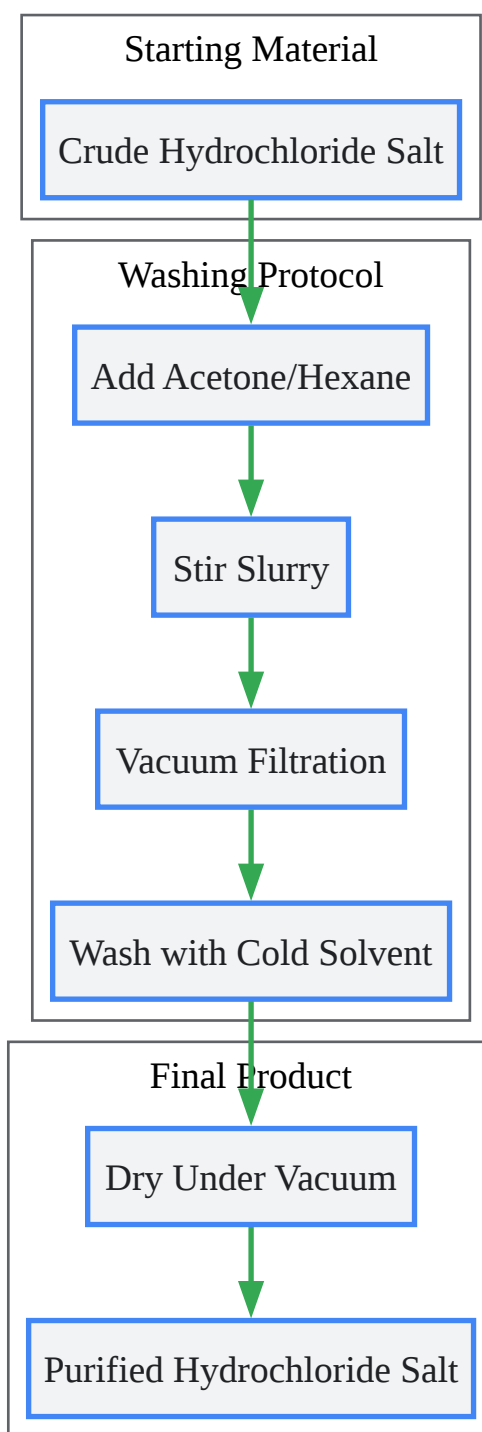 Starting Material
Crude Hydrochloride Salt
Washing Protocol
Add Acetone/Hexane
Stir Slurry
Vacuum Filtration
Wash with Cold Solvent
Final Product
Dry Under Vacuum
Purified Hydrochloride Salt